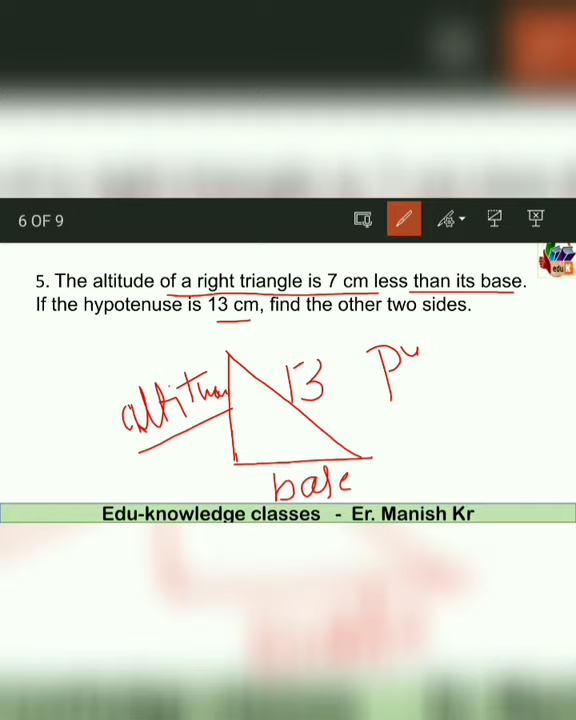 6 OF 9
eduK
5. The altitude of a right triangle is 7 cm less than its base.
If the hypotenuse is 13 cm, find the other two sides.
13
base
Edu-knowledge classes - Er. Manish Kr